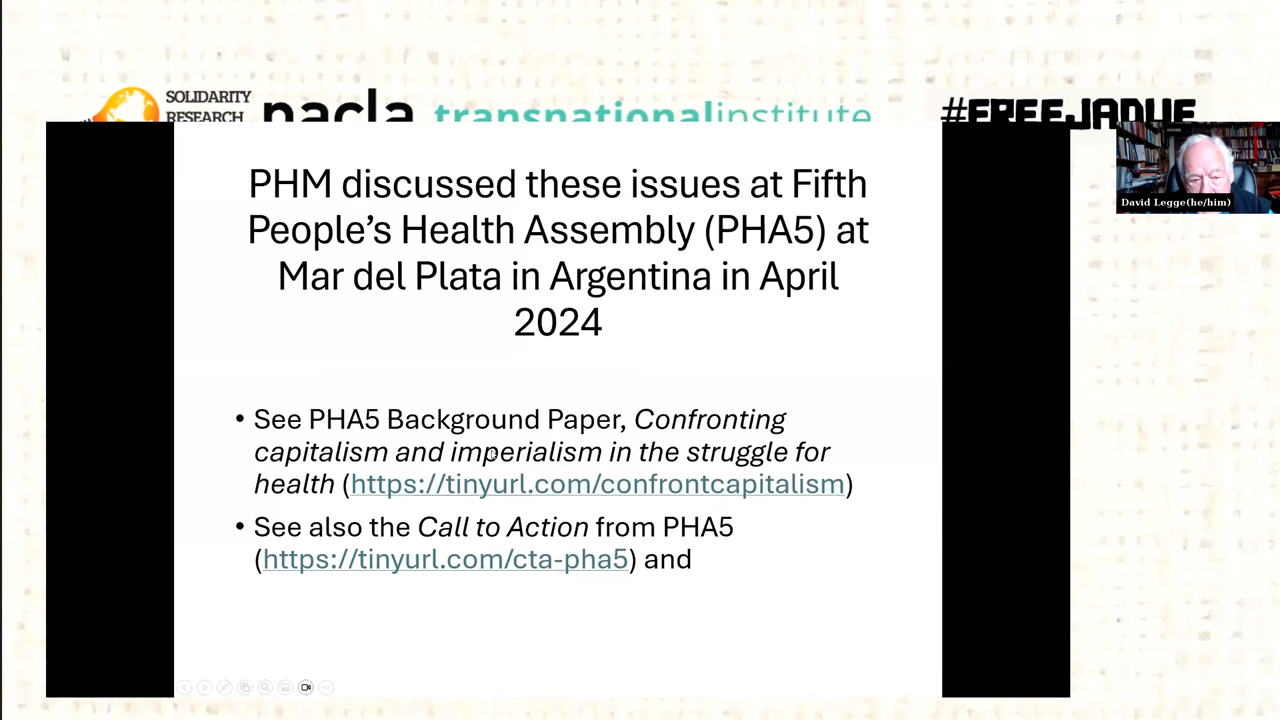 SOLIDARITY
RESEARCH
nacla
transnationalinstitute
#FREEJADUE
PHM discussed these issues at Fifth
People’s Health Assembly (PHA5) at
Mar del Plata in Argentina in April
2024
• See PHA5 Background Paper, Confronting
capitalism and imperialism in the struggle for
health (https://tinyurl.com/confrontcapitalism)
• See also the Call to Action from PHA5
(https://tinyurl.com/cta-pha5) and
David Legge(he/him)